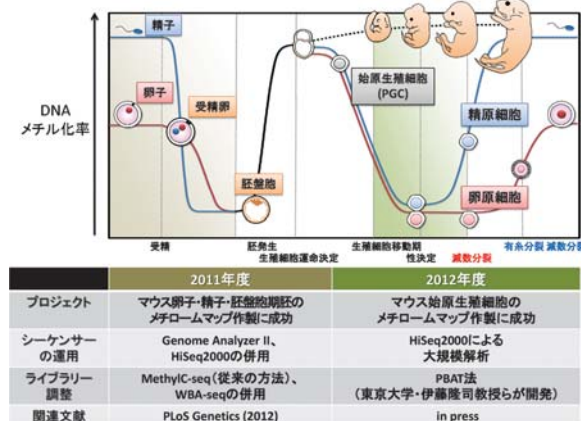 精子
卵子
受精卵
DNA
メチル化率
胚盤胞
始原生殖細胞
(PGC)
精原細胞
卵原細胞
受精
胚発生
生殖細胞運命決定
生殖細胞移動期
性決定
減数分裂
有糸分裂 減数分裂
2011年度
2012年度
プロジェクト
マウス卵子・精子・胚盤胞期胚の
メチロームマップ作製に成功
マウス始原生殖細胞の
メチロームマップ作製に成功
シーケンサー
の運用
Genome Analyzer II、
HiSeq2000の併用
HiSeq2000による
大規模解析
ライブラリー
調整
MethylC-seq(従来の方法)、
WBA-seqの併用
PBAT法
(東京大学・伊藤隆司教授らが開発)
関連文献
PLoS Genetics (2012)
in press